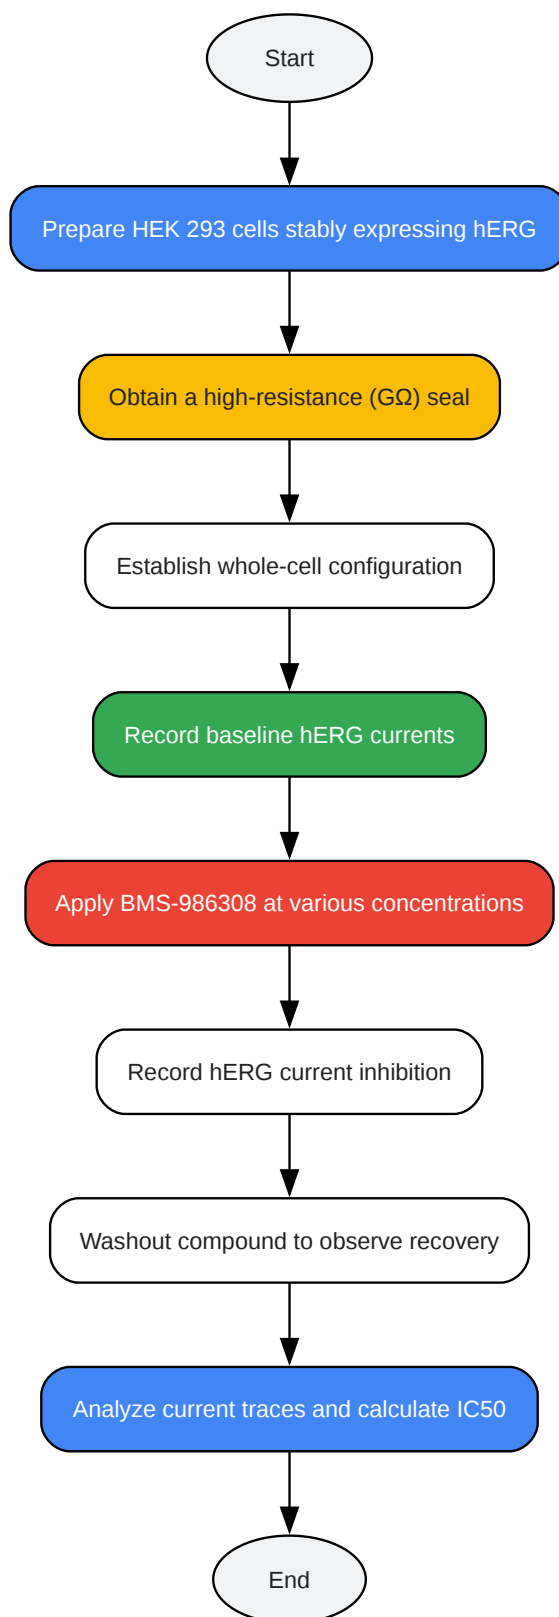 Start
Prepare HEK 293 cells stably expressing hERG
Obtain a high-resistance (GΩ) seal
Establish whole-cell configuration
Record baseline hERG currents
Apply BMS-986308 at various concentrations
Record hERG current inhibition
Washout compound to observe recovery
Analyze current traces and calculate IC50
End